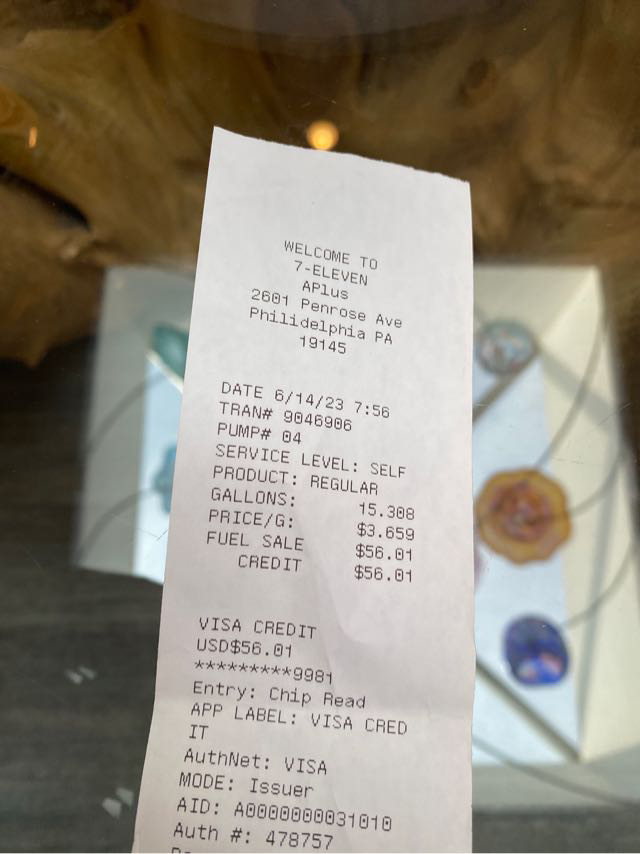 WELCOME TO
7-ELEVEN
APlus
2601 Penrose Ave
Philidelphia PA
19145
DATE 6/14/23 7:56
TRAN# 9046906
PUMP# 04
SERVICE LEVEL: SELF
PRODUCT: REGULAR
GALLONS: 15.308
PRICE/G: $3.659
FUEL SALE $56.01
CREDIT $56.01
VISA CREDIT
USD$56.01
*********9981
Entry: Chip Read
APP LABEL: VISA CRED
IT
AuthNet: VISA
MODE: Issuer
AID: A0000000031010
Auth #: 478757